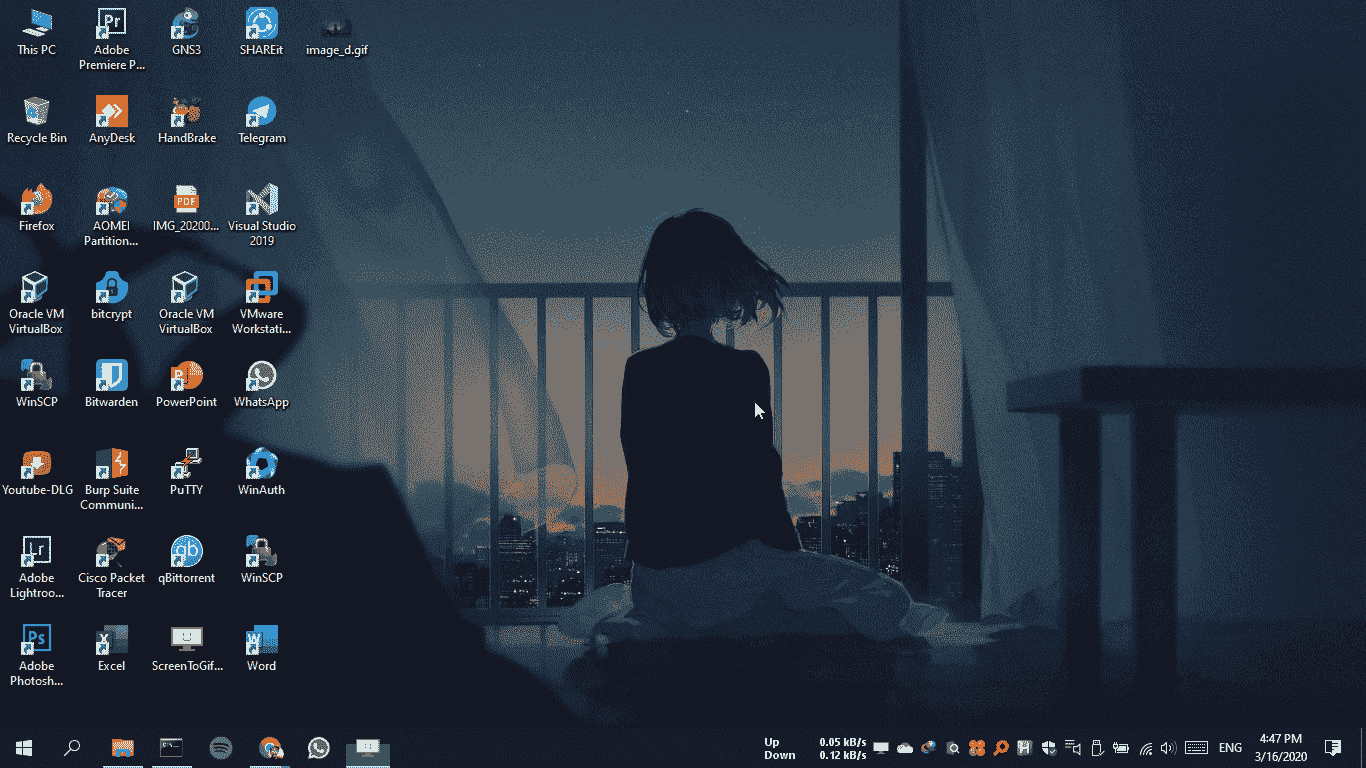 This PC
Adobe
Premiere P...
GNS3
SHAREit
image_d.gif
Recycle Bin
AnyDesk
HandBrake
Telegram
Firefox
AOMEI
Partition...
PDF
IMG_20200...
Visual Studio
2019
Oracle VM
VirtualBox
bitcrypt
Oracle VM
VirtualBox
VMware
Workstati...
WinSCP
Bitwarden
PowerPoint
WhatsApp
Youtube-DLG
Burp Suite
Communi...
PuTTY
WinAuth
Adobe
Lightroo...
Cisco Packet
Tracer
qBittorrent
WinSCP
Adobe
Photosh...
Excel
ScreenToGif...
Word
Up 0.05 kB/s
Down 0.12 kB/s
ENG
4:47 PM
3/16/2020